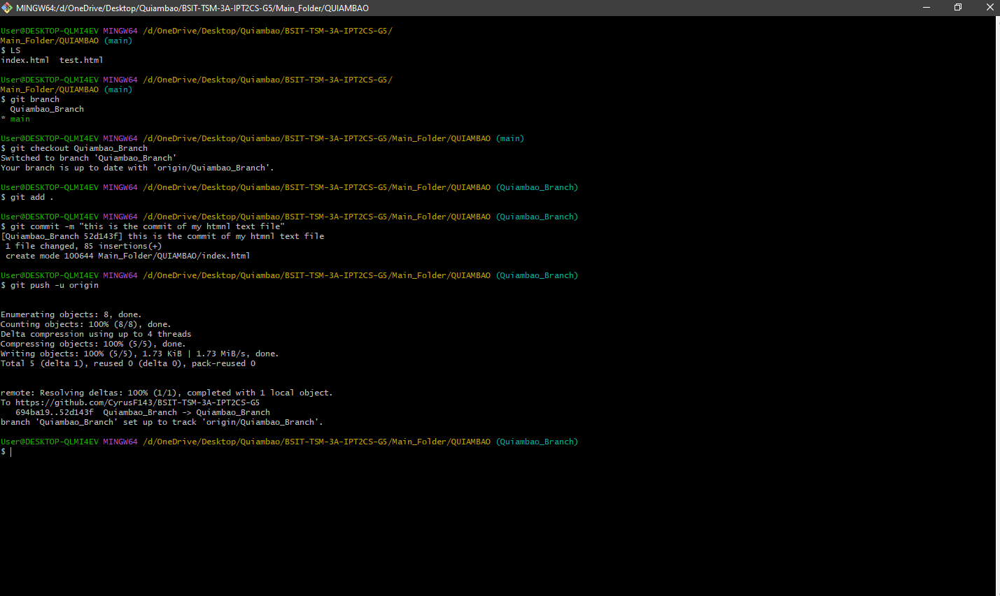 MINGW64:/d/OneDrive/Desktop/Quiambao/BSIT-TSM-3A-IPT2CS-G5/Main_Folder/QUIAMBAO
User@DESKTOP-QLMI4EV MINGW64 /d/OneDrive/Desktop/Quiambao/BSIT-TSM-3A-IPT2CS-G5/
Main_Folder/QUIAMBAO (main)
$ LS
index.html  test.html
User@DESKTOP-QLMI4EV MINGW64 /d/OneDrive/Desktop/Quiambao/BSIT-TSM-3A-IPT2CS-G5/
Main_Folder/QUIAMBAO (main)
$ git branch
  Quiambao_Branch
* main
User@DESKTOP-QLMI4EV MINGW64 /d/OneDrive/Desktop/Quiambao/BSIT-TSM-3A-IPT2CS-G5/Main_Folder/QUIAMBAO (main)
$ git checkout Quiambao_Branch
Switched to branch 'Quiambao_Branch'
Your branch is up to date with 'origin/Quiambao_Branch'.
User@DESKTOP-QLMI4EV MINGW64 /d/OneDrive/Desktop/Quiambao/BSIT-TSM-3A-IPT2CS-G5/Main_Folder/QUIAMBAO (Quiambao_Branch)
$ git add .
User@DESKTOP-QLMI4EV MINGW64 /d/OneDrive/Desktop/Quiambao/BSIT-TSM-3A-IPT2CS-G5/Main_Folder/QUIAMBAO (Quiambao_Branch)
$ git commit -m "this is the commit of my htmnl text file"
[Quiambao_Branch 52d143f] this is the commit of my htmnl text file
 1 file changed, 85 insertions(+)
 create mode 100644 Main_Folder/QUIAMBAO/index.html
User@DESKTOP-QLMI4EV MINGW64 /d/OneDrive/Desktop/Quiambao/BSIT-TSM-3A-IPT2CS-G5/Main_Folder/QUIAMBAO (Quiambao_Branch)
$ git push -u origin
Enumerating objects: 8, done.
Counting objects: 100% (8/8), done.
Delta compression using up to 4 threads
Compressing objects: 100% (5/5), done.
Writing objects: 100% (5/5), 1.73 KiB | 1.73 MiB/s, done.
Total 5 (delta 1), reused 0 (delta 0), pack-reused 0
remote: Resolving deltas: 100% (1/1), completed with 1 local object.
To https://github.com/CyrusF143/BSIT-TSM-3A-IPT2CS-G5
   694ba19..52d143f  Quiambao_Branch -> Quiambao_Branch
branch 'Quiambao_Branch' set up to track 'origin/Quiambao_Branch'.
User@DESKTOP-QLMI4EV MINGW64 /d/OneDrive/Desktop/Quiambao/BSIT-TSM-3A-IPT2CS-G5/Main_Folder/QUIAMBAO (Quiambao_Branch)
$